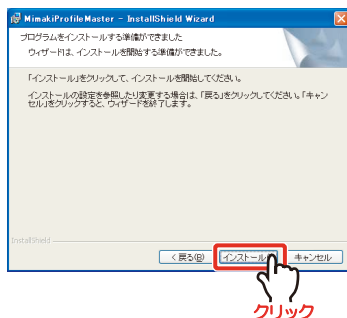 MimakiProfileMaster - InstallShield Wizard
プログラムをインストールする準備ができました
ウィザードは、インストールを開始する準備ができました。
「インストール」をクリックして、インストールを開始してください。
インストールの設定を参照したり変更する場合は、「戻る」をクリックしてください。「キャン
セル」をクリックすると、ウィザードを終了します。
InstallShield
< 戻る(B) インストール キャンセル
クリック